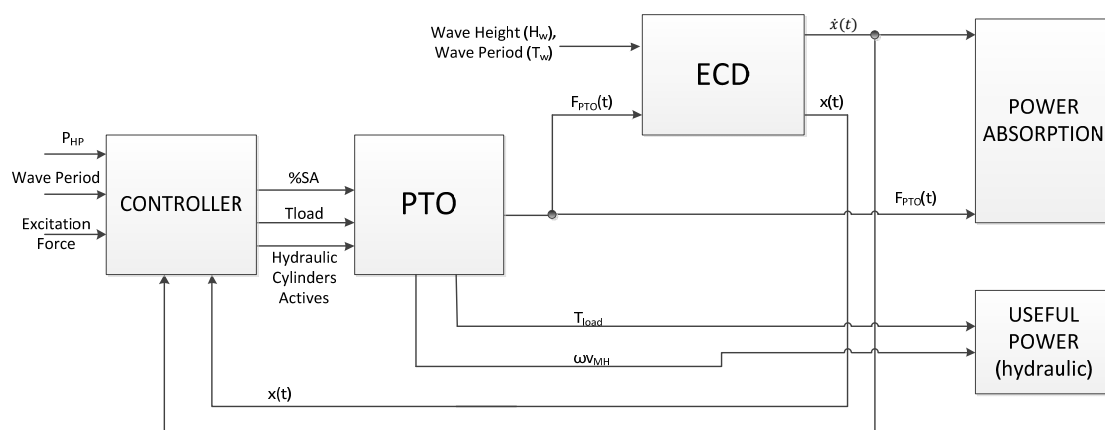 Wave Height (Hw),
Wave Period (Tw)
ECD
ẋ(t)
x(t)
FPTO(t)
POWER
ABSORPTION
PHP
Wave Period
Excitation
Force
CONTROLLER
%SA
Tload
Hydraulic
Cylinders
Actives
PTO
FPTO(t)
Tload
ωvMH
USEFUL
POWER
(hydraulic)
x(t)